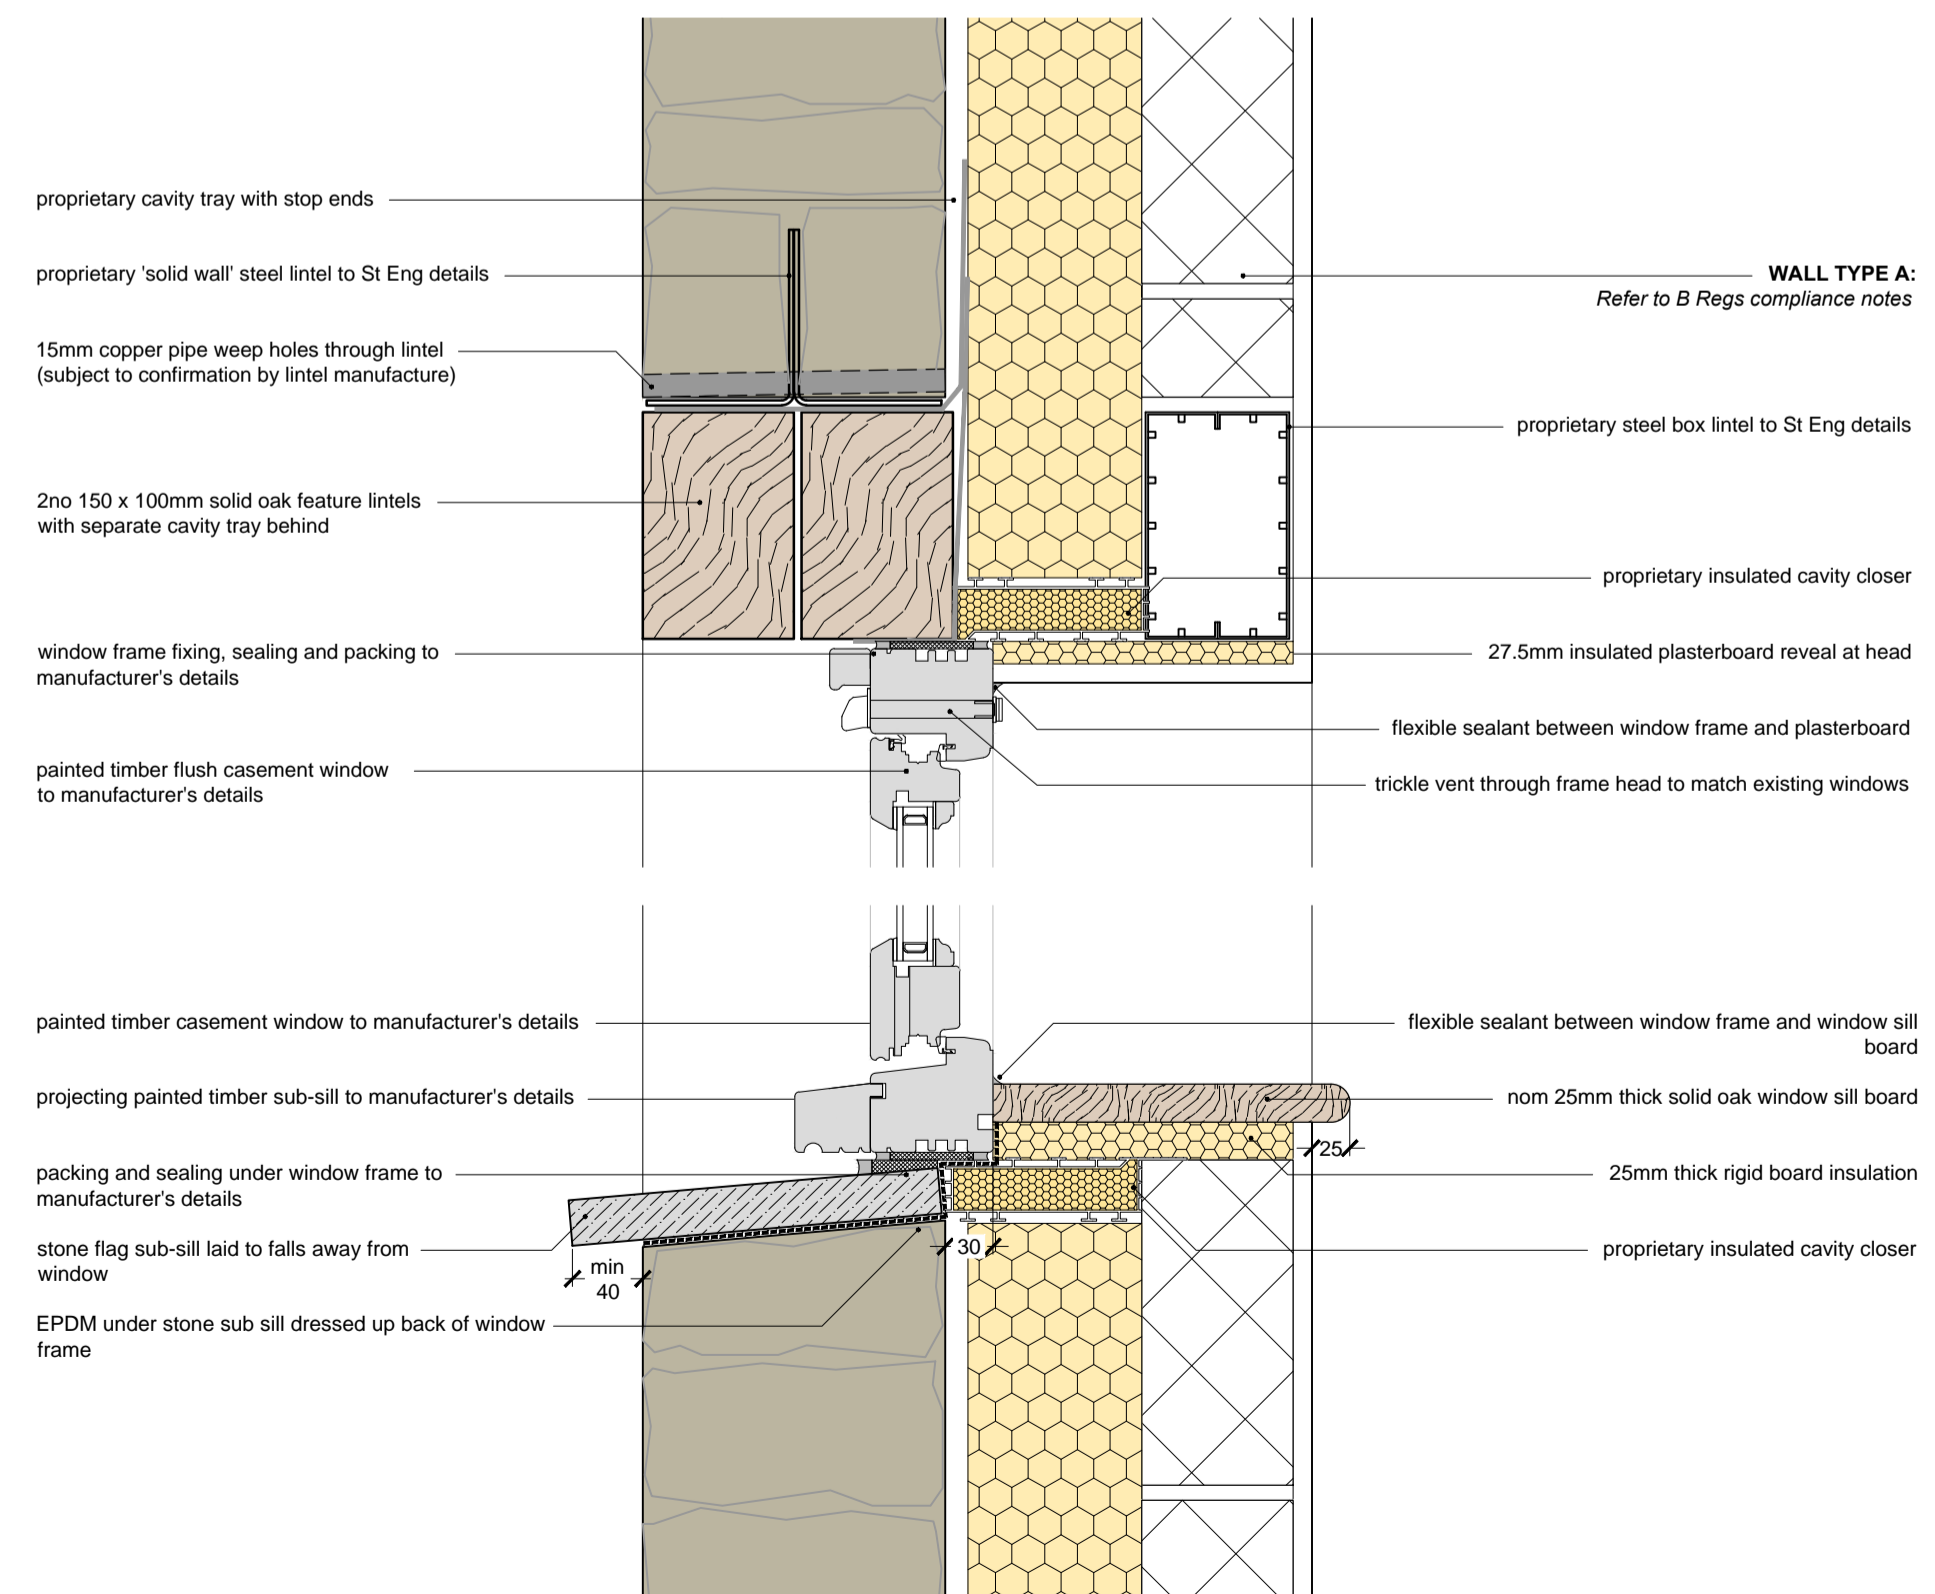 proprietary cavity tray with stop ends
proprietary 'solid wall' steel lintel to St Eng details
15mm copper pipe weep holes through lintel
(subject to confirmation by lintel manufacture)
2no 150 x 100mm solid oak feature lintels
with separate cavity tray behind
window frame fixing, sealing and packing to
manufacturer's details
painted timber flush casement window
to manufacturer's details
WALL TYPE A:
Refer to B Regs compliance notes
proprietary steel box lintel to St Eng details
proprietary insulated cavity closer
27.5mm insulated plasterboard reveal at head
flexible sealant between window frame and plasterboard
trickle vent through frame head to match existing windows
painted timber casement window to manufacturer's details
projecting painted timber sub-sill to manufacturer's details
packing and sealing under window frame to
manufacturer's details
stone flag sub-sill laid to falls away from
window
min
40
EPDM under stone sub sill dressed up back of window
frame
30
flexible sealant between window frame and window sill
board
nom 25mm thick solid oak window sill board
25
25mm thick rigid board insulation
proprietary insulated cavity closer